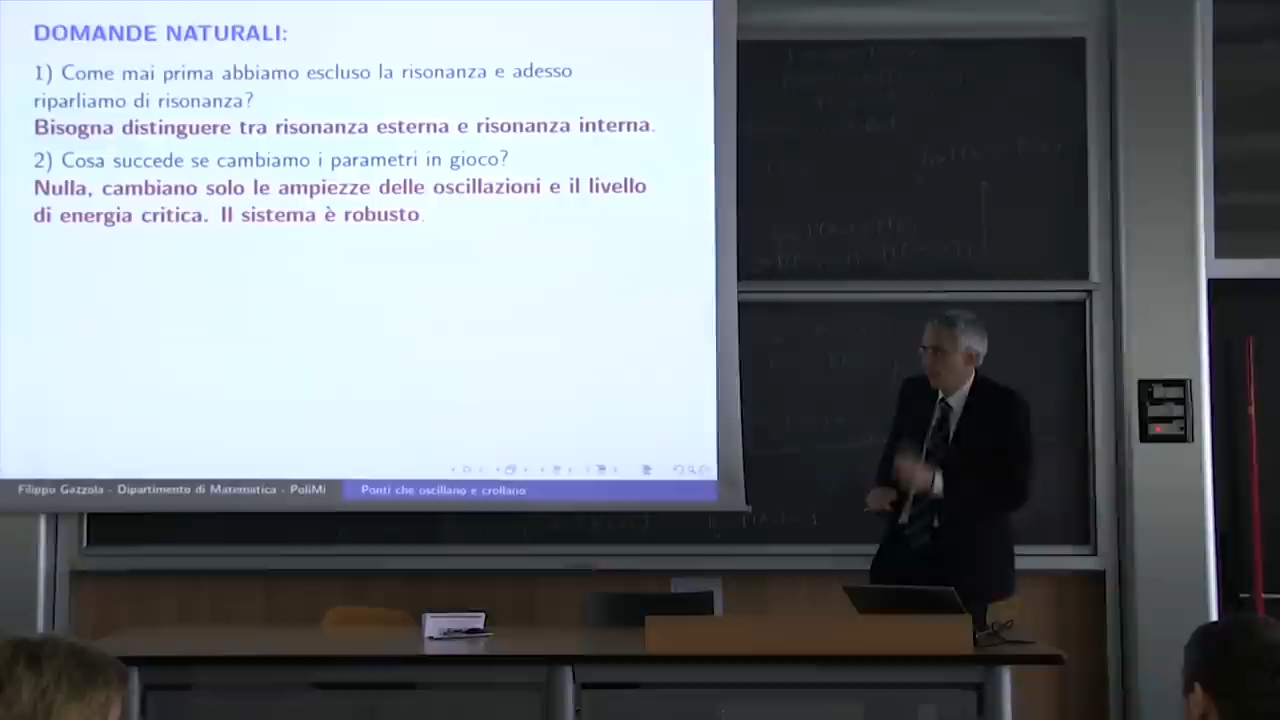 DOMANDE NATURALI:
1) Come mai prima abbiamo escluso la risonanza e adesso
riparliamo di risonanza?
Bisogna distinguere tra risonanza esterna e risonanza interna.
2) Cosa succede se cambiamo i parametri in gioco?
Nulla, cambiano solo le ampiezze delle oscillazioni e il livello
di energia critica. Il sistema è robusto.
Filippo Gazzola - Dipartimento di Matematica - PoliMi
Ponti che oscillano e crollano